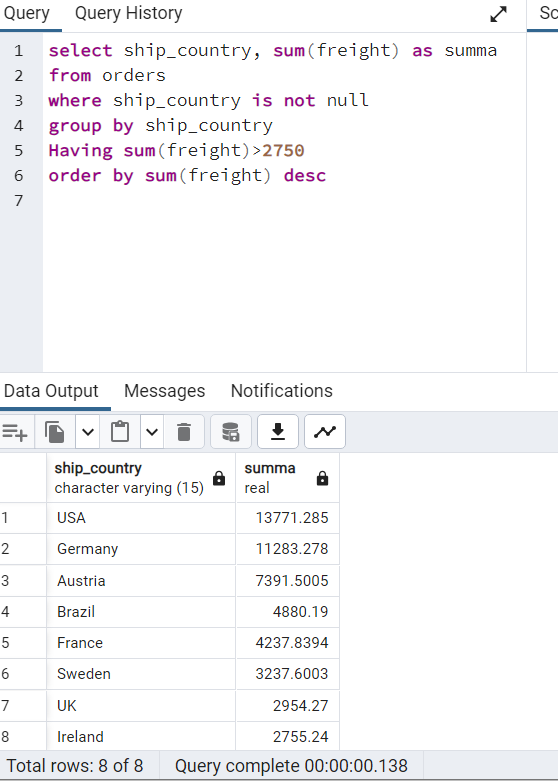 Query Query History Sc
1 select ship_country, sum(freight) as summa
2 from orders
3 where ship_country is not null
4 group by ship_country
5 Having sum(freight)>2750
6 order by sum(freight) desc
7
Data Output Messages Notifications
ship_country summa
character varying (15) real
1 USA 13771.285
2 Germany 11283.278
3 Austria 7391.5005
4 Brazil 4880.19
5 France 4237.8394
6 Sweden 3237.6003
7 UK 2954.27
8 Ireland 2755.24
Total rows: 8 of 8 Query complete 00:00:00.138